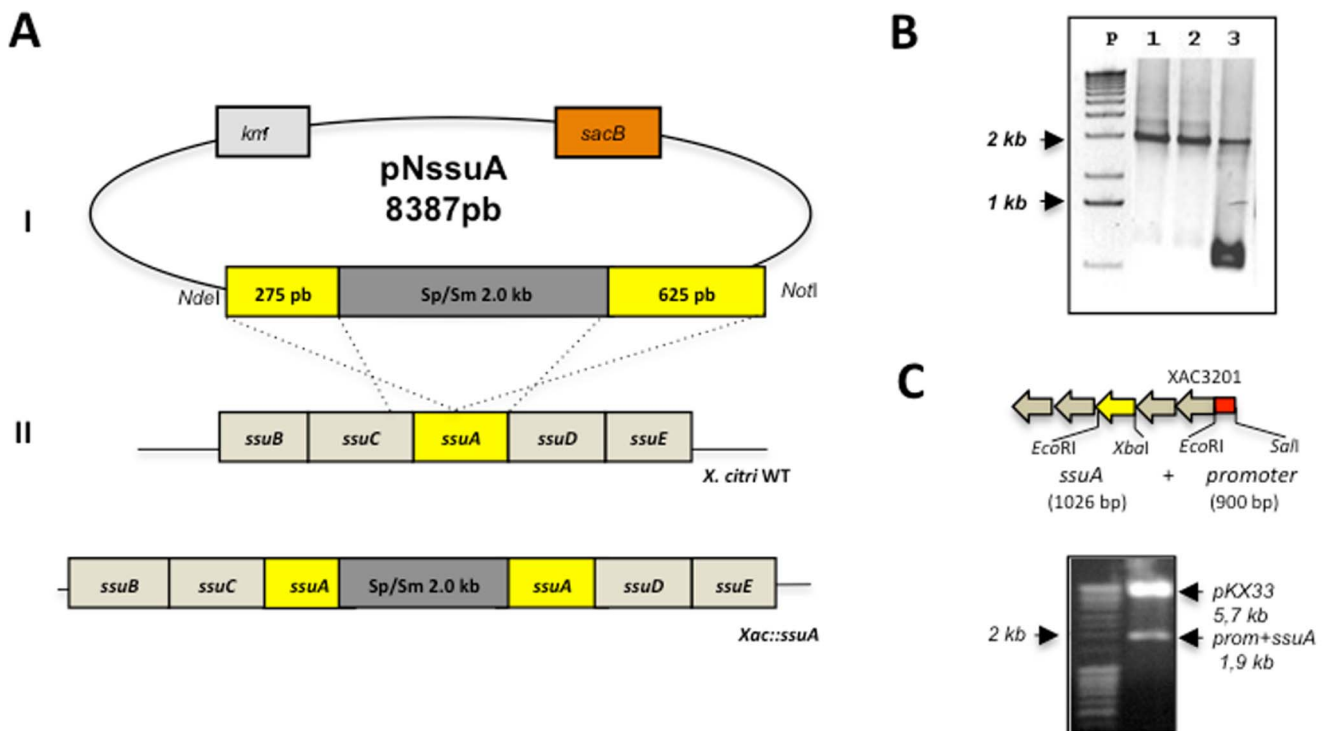 A
kmʳ
sacB
pNssuA
8387pb
I
NdeI
275 pb
Sp/Sm 2.0 kb
625 pb
NotI
II
ssuB
ssuC
ssuA
ssuD
ssuE
X. citri WT
ssuB
ssuC
ssuA
Sp/Sm 2.0 kb
ssuA
ssuD
ssuE
Xac::ssuA
B
P 1 2 3
2 kb
1 kb
C
XAC3201
EcoRI XbaI EcoRI SalI
ssuA + promoter
(1026 bp) (900 bp)
2 kb
pKX33
5,7 kb
prom+ssuA
1,9 kb